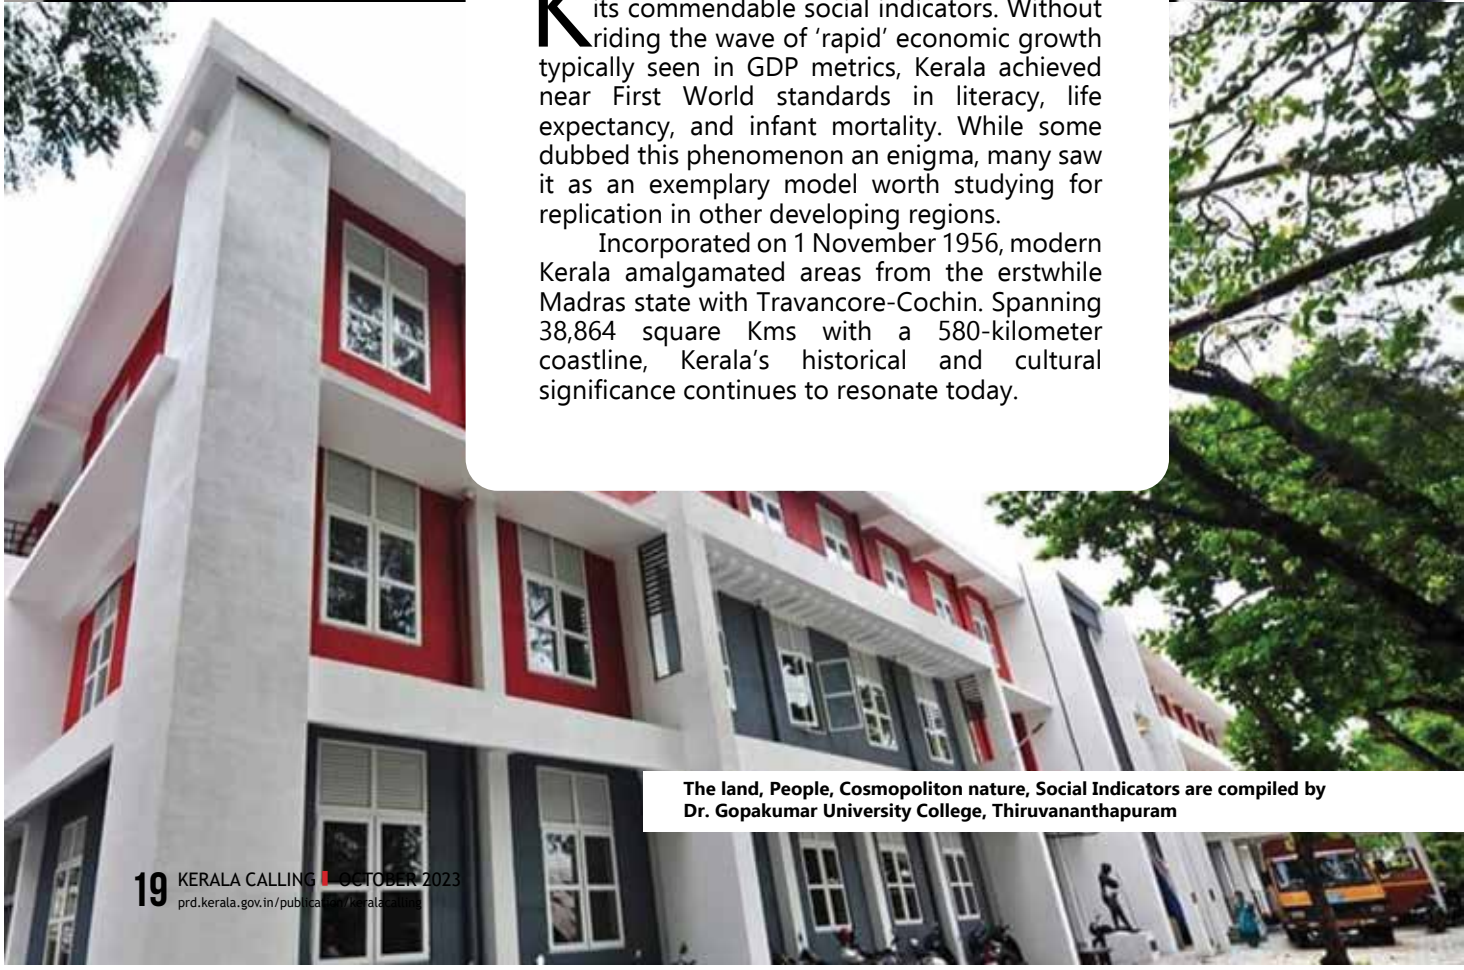 K its commendable social indicators. Without
riding the wave of ‘rapid’ economic growth
typically seen in GDP metrics, Kerala achieved
near First World standards in literacy, life
expectancy, and infant mortality. While some
dubbed this phenomenon an enigma, many saw
it as an exemplary model worth studying for
replication in other developing regions.
Incorporated on 1 November 1956, modern
Kerala amalgamated areas from the erstwhile
Madras state with Travancore-Cochin. Spanning
38,864 square Kms with a 580-kilometer
coastline, Kerala’s historical and cultural
significance continues to resonate today.
The land, People, Cosmopoliton nature, Social Indicators are compiled by
Dr. Gopakumar University College, Thiruvananthapuram
19 KERALA CALLING OCTOBER 2023
prd.kerala.gov.in/publication/keralacalling